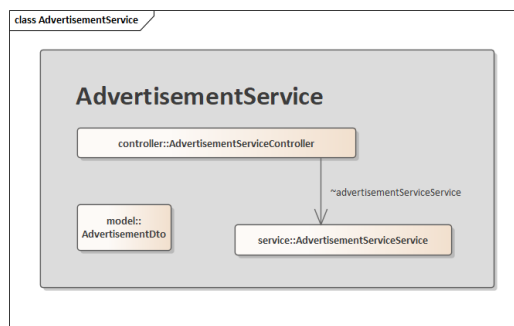 class AdvertisementService
AdvertisementService
controller::AdvertisementServiceController
~advertisementServiceService
model::
AdvertisementDto
service::AdvertisementServiceService